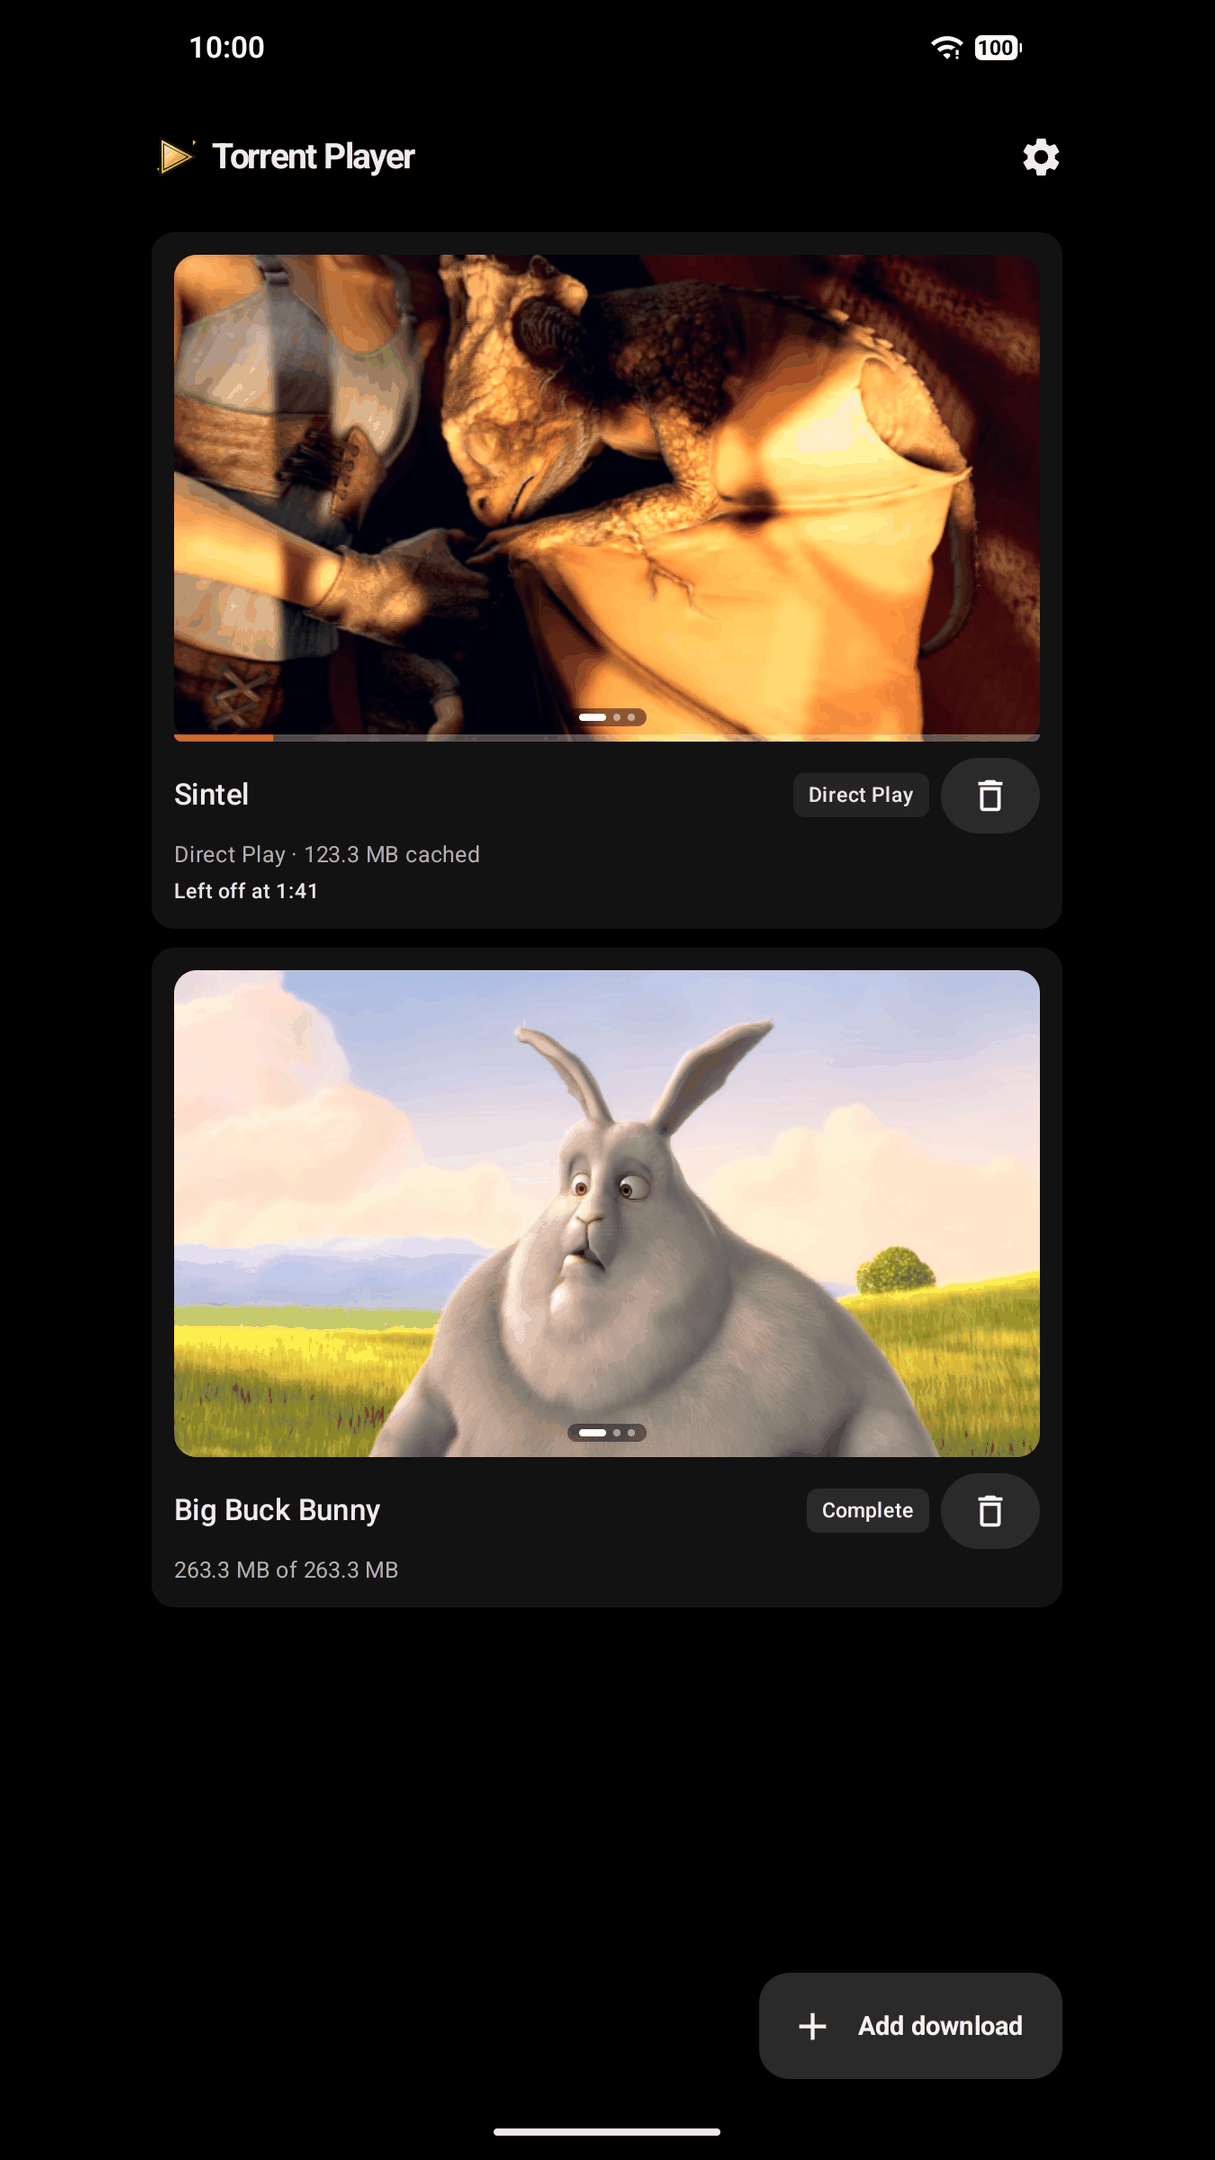 10:00
100
Torrent Player
Sintel
Direct Play
Direct Play · 123.3 MB cached
Left off at 1:41
Big Buck Bunny
Complete
263.3 MB of 263.3 MB
Add download